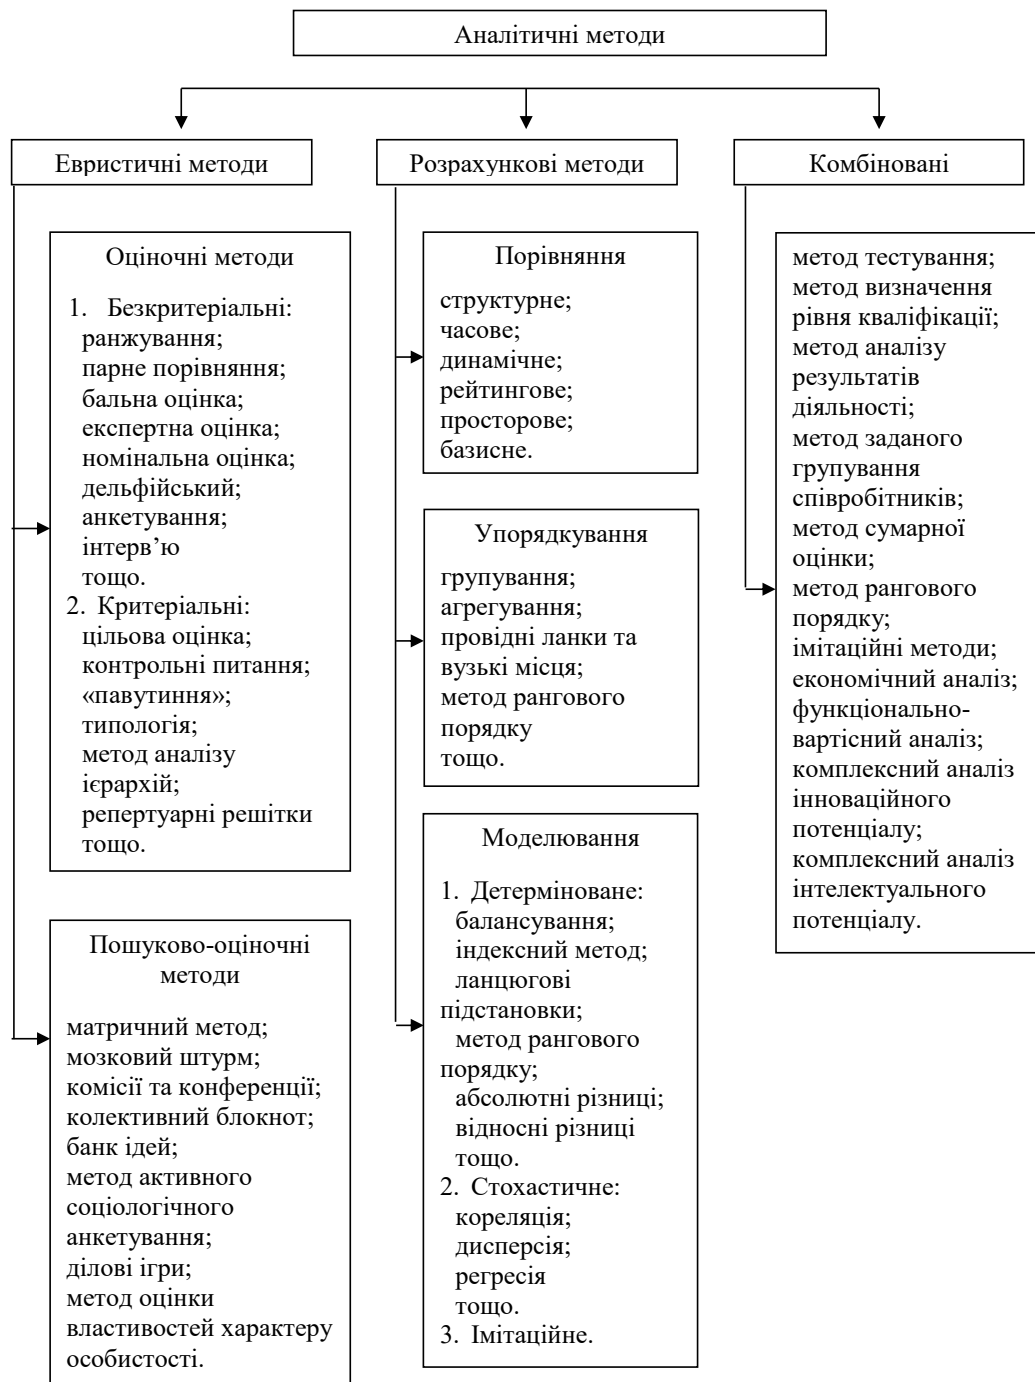 Аналітичні методи
Евристичні методи
Розрахункові методи
Комбіновані
Оціночні методи
1. Безкритеріальні:
ранжування;
парне порівняння;
бальна оцінка;
експертна оцінка;
номінальна оцінка;
дельфійський;
анкетування;
інтерв’ю
тощо.
2. Критеріальні:
цільова оцінка;
контрольні питання;
«павутиння»;
типологія;
метод аналізу
ієрархій;
репертуарні решітки
тощо.
Пошуково-оціночні
методи
матричний метод;
мозковий штурм;
комісії та конференції;
колективний блокнот;
банк ідей;
метод активного
соціологічного
анкетування;
ділові ігри;
метод оцінки
властивостей характеру
особистості.
Порівняння
структурне;
часове;
динамічне;
рейтингове;
просторове;
базисне.
Упорядкування
групування;
агрегування;
провідні ланки та
вузькі місця;
метод рангового
порядку
тощо.
Моделювання
1. Детерміноване:
балансування;
індексний метод;
ланцюгові
підстановки;
метод рангового
порядку;
абсолютні різниці;
відносні різниці
тощо.
2. Стохастичне:
кореляція;
дисперсія;
регресія
тощо.
3. Імітаційне.
метод тестування;
метод визначення
рівня кваліфікації;
метод аналізу
результатів
діяльності;
метод заданого
групування
співробітників;
метод сумарної
оцінки;
метод рангового
порядку;
імітаційні методи;
економічний аналіз;
функціонально-
вартісний аналіз;
комплексний аналіз
інноваційного
потенціалу;
комплексний аналіз
інтелектуального
потенціалу.